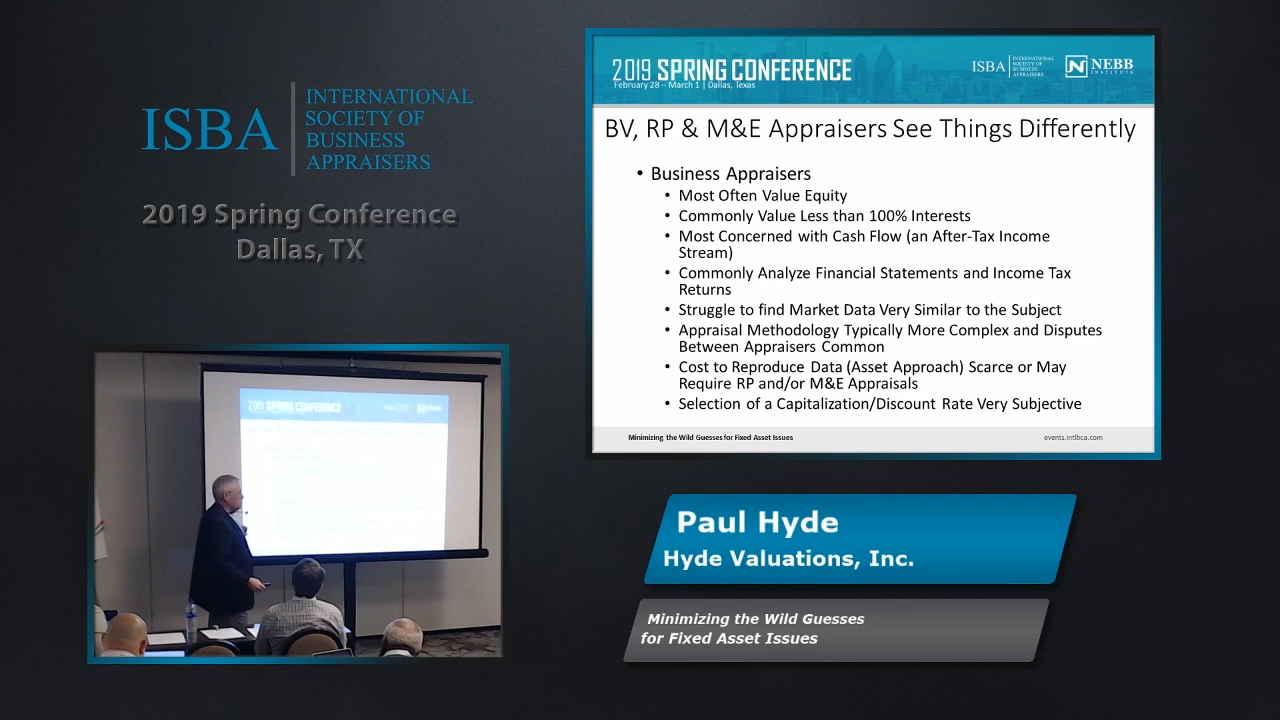 ISBA
INTERNATIONAL
SOCIETY OF
BUSINESS
APPRAISERS
2019 Spring Conference
Dallas, TX
2019 SPRING CONFERENCE
2019 SPRING CONFERENCE
February 28 – March 1 | Dallas, Texas
ISBA
INTERNATIONAL
SOCIETY OF
BUSINESS
APPRAISERS
NEBB
INSTITUTE
BV, RP & M&E Appraisers See Things Differently
• Business Appraisers
• Most Often Value Equity
• Commonly Value Less than 100% Interests
• Most Concerned with Cash Flow (an After-Tax Income
Stream)
• Commonly Analyze Financial Statements and Income Tax
Returns
• Struggle to find Market Data Very Similar to the Subject
• Appraisal Methodology Typically More Complex and Disputes
Between Appraisers Common
• Cost to Reproduce Data (Asset Approach) Scarce or May
Require RP and/or M&E Appraisals
• Selection of a Capitalization/Discount Rate Very Subjective
Minimizing the Wild Guesses for Fixed Asset Issues
events.intlbca.com
Paul Hyde
Hyde Valuations, Inc.
Minimizing the Wild Guesses
for Fixed Asset Issues